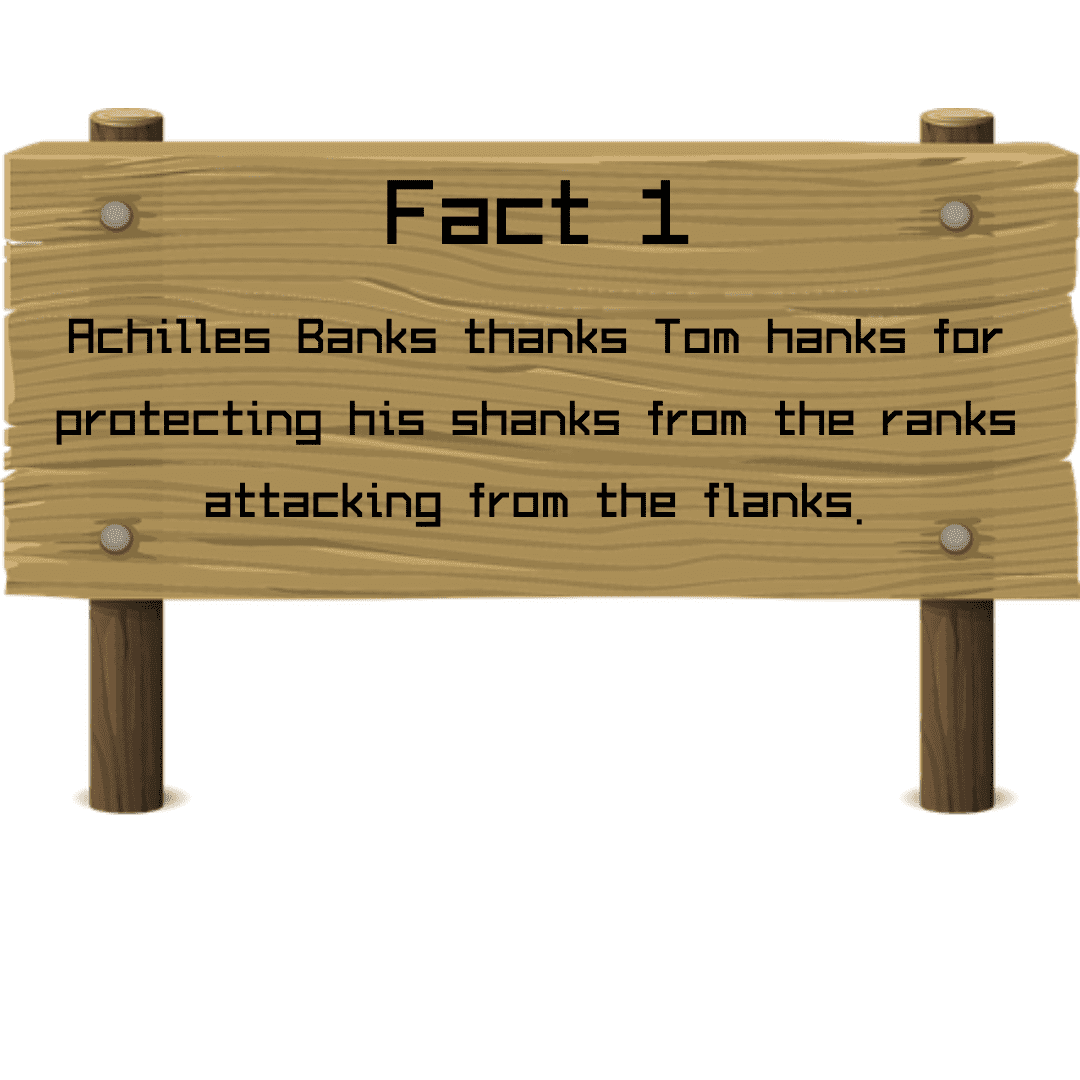 Fact 1
Achilles Banks thanks Tom hanks for
protecting his shanks from the ranks
attacking from the flanks.